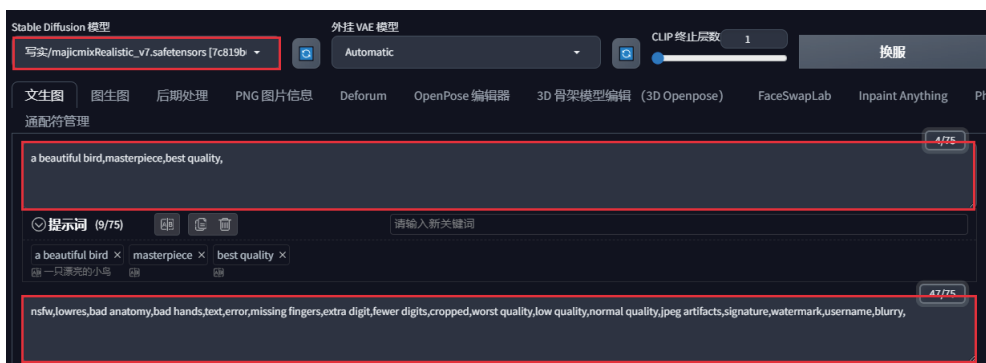 Stable Diffusion 模型
外挂 VAE 模型
CLIP 终止层数
1
写实/majicmixRealistic_v7.safetensors [7c819b
Automatic
换服
文生图
图生图
后期处理
PNG 图片信息
Deforum
OpenPose 编辑器
3D 骨架模型编辑 (3D Openpose)
FaceSwapLab
Inpaint Anything
Ph
通配符管理
4/75
a beautiful bird,masterpiece,best quality,
提示词 (9/75)
请输入新关键词
a beautiful bird ×
masterpiece ×
best quality ×
一只漂亮的小鸟
47/75
nsfw,lowres,bad anatomy,bad hands,text,error,missing fingers,extra digit,fewer digits,cropped,worst quality,low quality,normal quality,jpeg artifacts,signature,watermark,username,blurry,